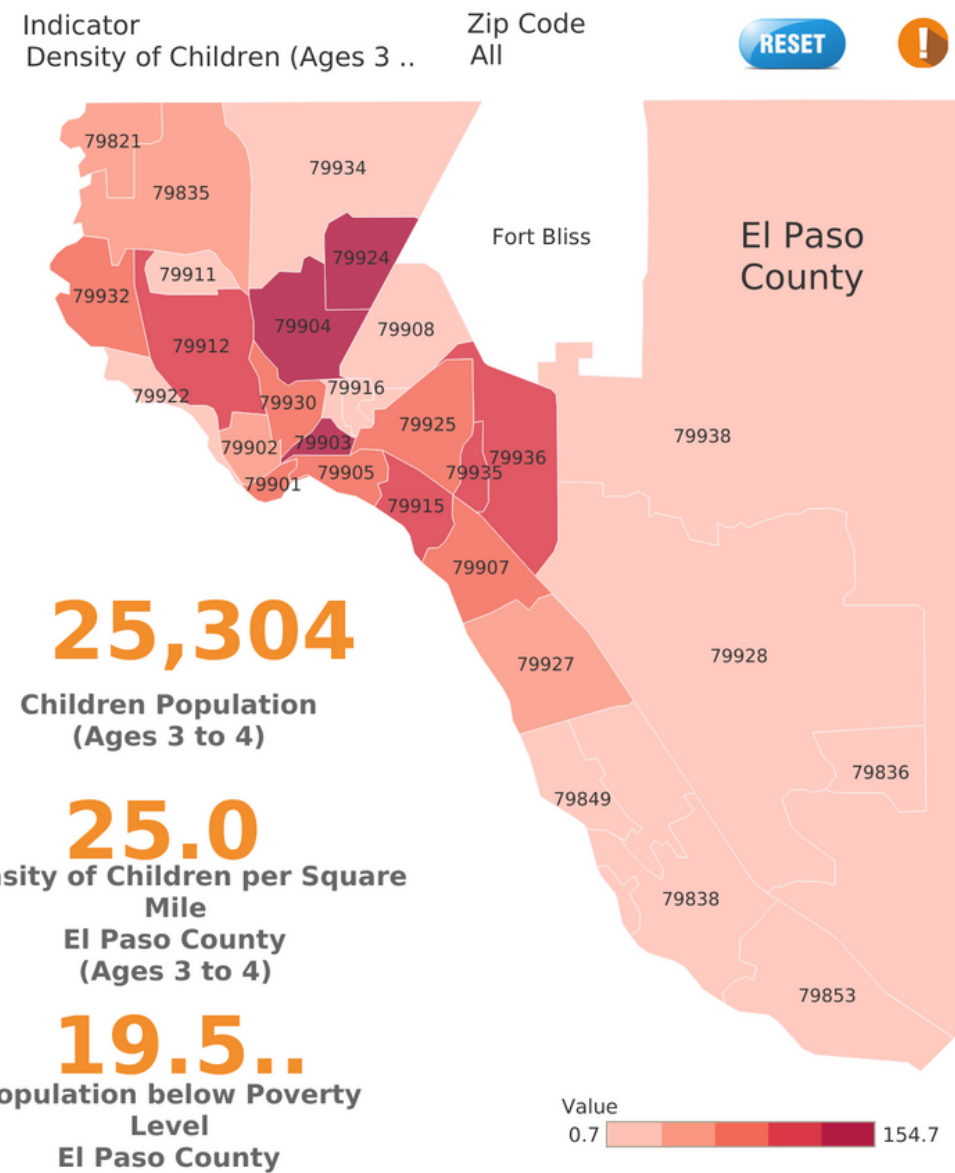 Indicator
Density of Children (Ages 3 ..
Zip Code
All
RESET
!
79821
79835
79934
79924
Fort Bliss
El Paso
County
79911
79932
79904
79912
79908
79922
79916
79930
79925
79938
79902
79903
79935
79936
79901
79905
79915
79907
79927
79928
79836
79849
79838
79853
25,304
Children Population
(Ages 3 to 4)
25.0
nsity of Children per Square
Mile
El Paso County
(Ages 3 to 4)
19.5..
opulation below Poverty
Level
El Paso County
Value
0.7
154.7